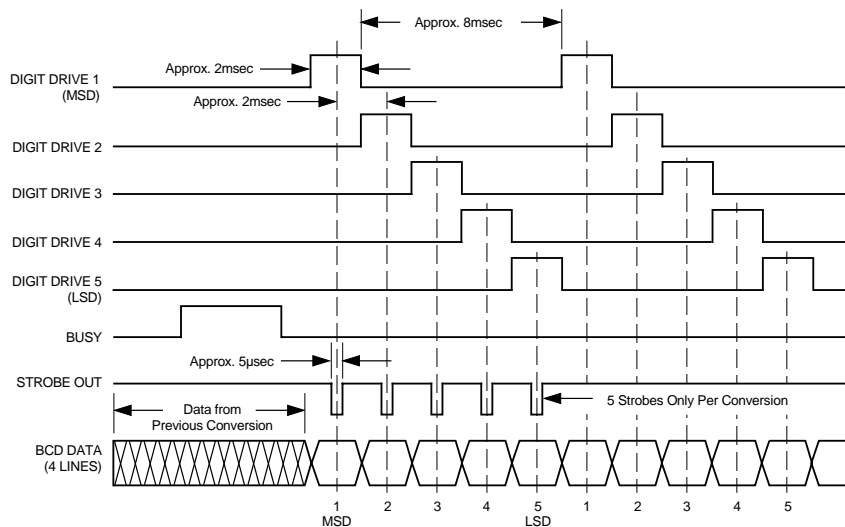 Approx. 8msec
Approx. 2msec
DIGIT DRIVE 1
(MSD)
Approx. 2msec
DIGIT DRIVE 2
DIGIT DRIVE 3
DIGIT DRIVE 4
DIGIT DRIVE 5
(LSD)
BUSY
Approx. 5μsec
STROBE OUT
5 Strobes Only Per Conversion
Data from
Previous Conversion
BCD DATA
(4 LINES)
1 2 3 4 5 1 2 3 4 5
MSD LSD